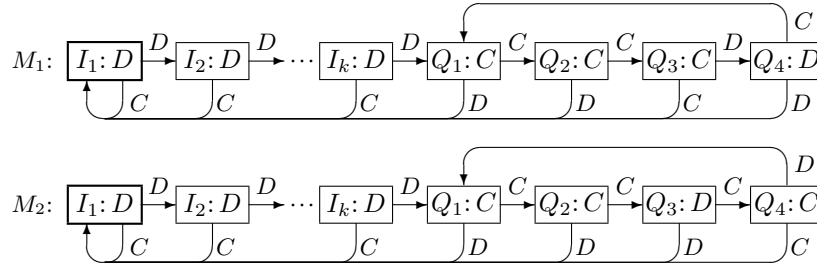 C
M₁: I₁: D D I₂: D D ··· Iₖ: D D Q₁: C C Q₂: C C Q₃: C D Q₄: D
C C C D D C D
D
M₂: I₁: D D I₂: D D ··· Iₖ: D D Q₁: C C Q₂: C C Q₃: D C Q₄: C
C C C D D D C